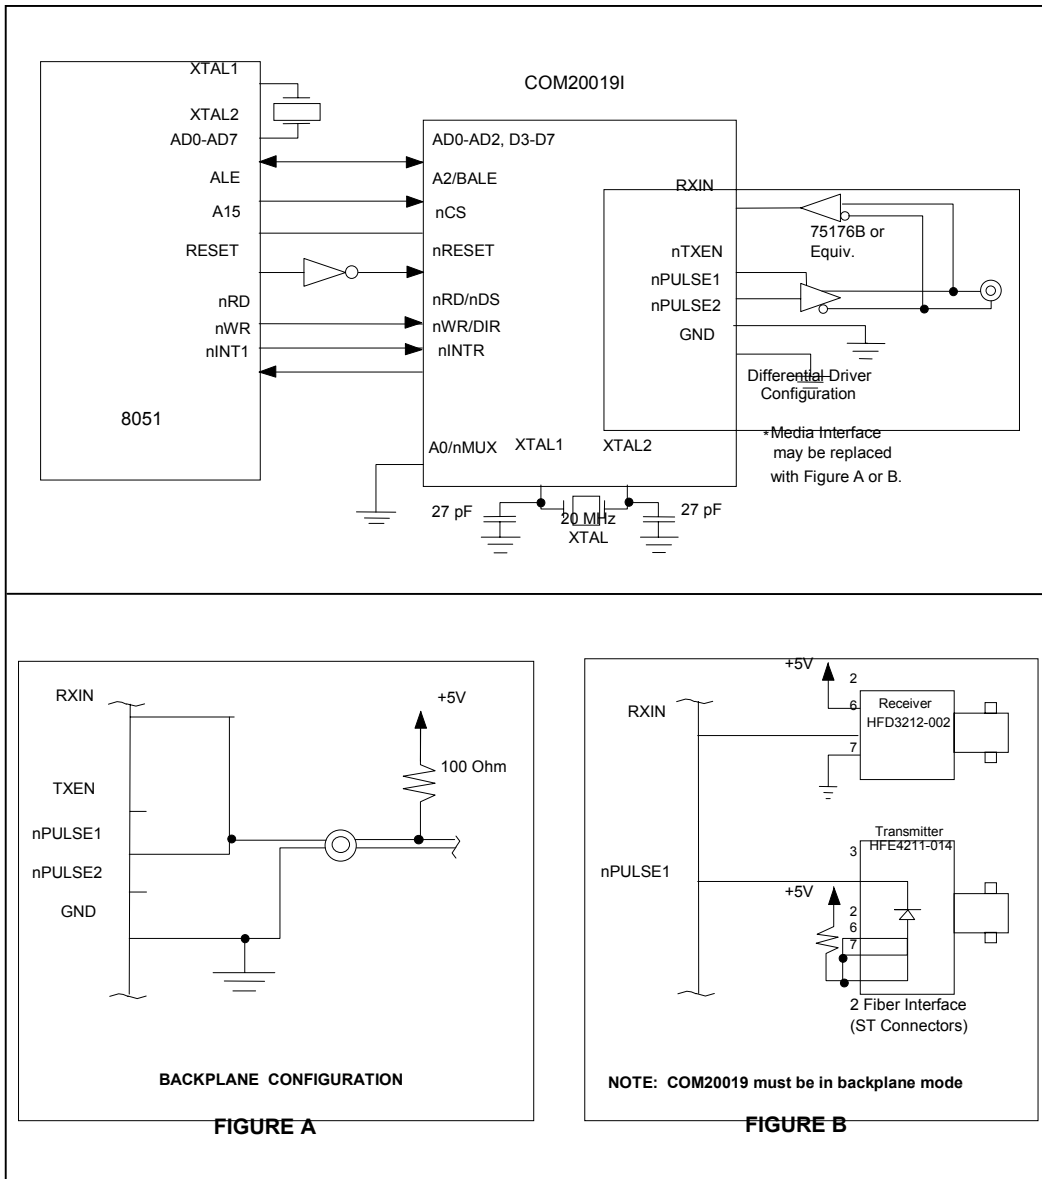 COM20019I
XTAL1
XTAL2
AD0-AD7
ALE
A15
RESET
nRD
nWR
nINT1
8051
AD0-AD2, D3-D7
A2/BALE
nCS
nRESET
nRD/nDS
nWR/DIR
nINTR
A0/nMUX
XTAL1
XTAL2
RXIN
nTXEN
nPULSE1
nPULSE2
GND
75176B or
Equiv.
Differential Driver
Configuration
*Media Interface
may be replaced
with Figure A or B.
27 pF
20 MHz
XTAL
27 pF
RXIN
TXEN
nPULSE1
nPULSE2
GND
+5V
100 Ohm
BACKPLANE CONFIGURATION
FIGURE A
+5V
2
6
7
RXIN
Receiver
HFD3212-002
Transmitter
HFE4211-014
3
nPULSE1
+5V
2
6
7
2 Fiber Interface
(ST Connectors)
NOTE: COM20019 must be in backplane mode
FIGURE B